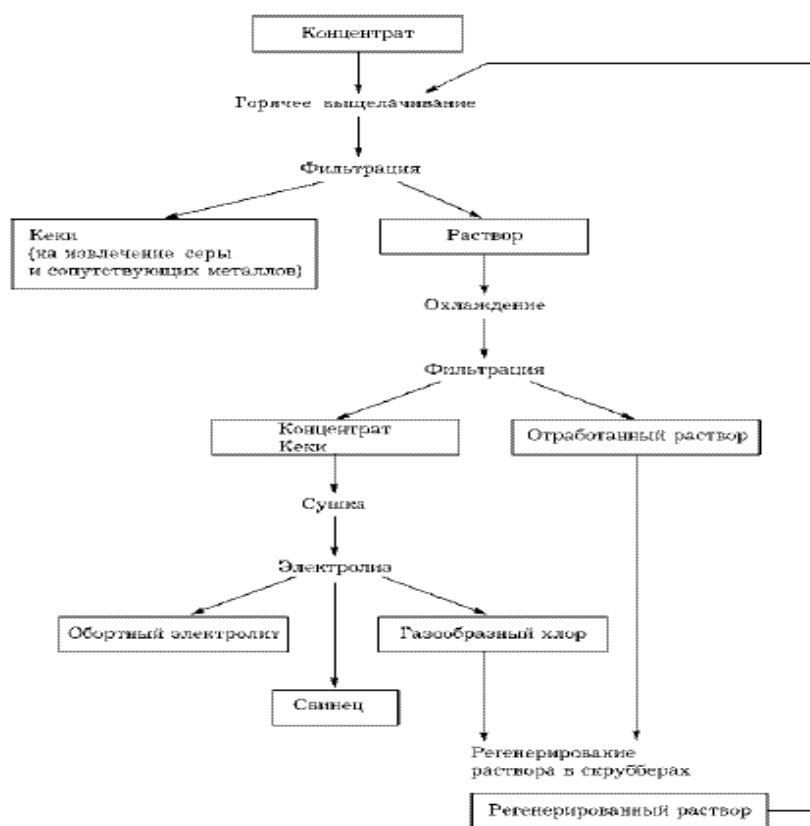 Концентрат
Горячее выщелачивание
Фильтрация
Кеки
(на извлечение серы
и сопутствующих металлов)
Раствор
Охлаждение
Фильтрация
Концентрат
Кеки
Отработанный раствор
Сушка
Электролиз
Обортный электролит
Газообразный хлор
Свинец
Регенерирование
раствора в скрубберах
Регенерированный раствор